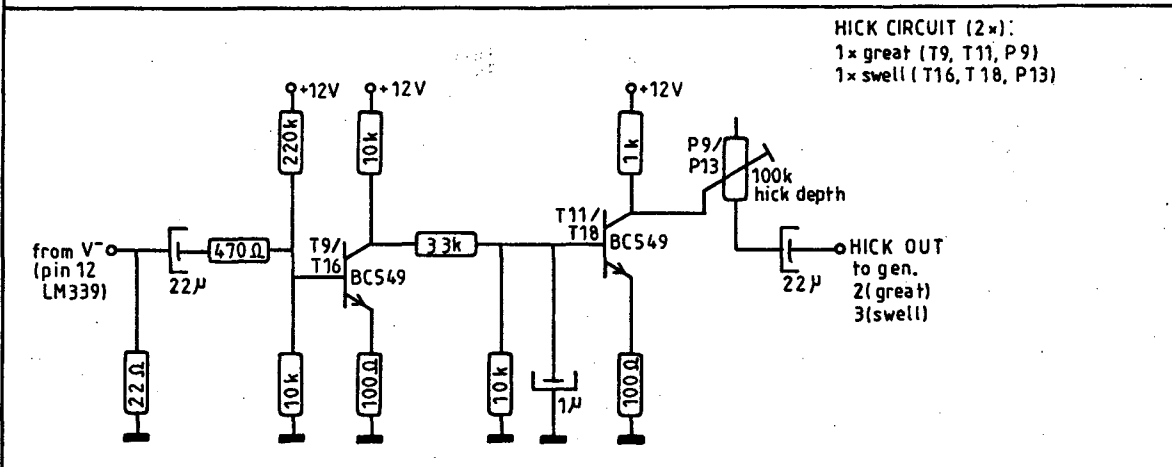 HICK CIRCUIT (2×):
1× great (T9, T11, P9)
1× swell (T16, T18, P13)
+12V
+12V
+12V
220k
10k
1k
P9/
P13
100k
hick depth
from V⁻
(pin 12
LM339)
22µ
470Ω
T9/
T16
BC549
33k
T11/
T18
BC549
22µ
HICK OUT
to gen.
2(great)
3(swell)
22Ω
10k
100Ω
10k
1µ
100Ω